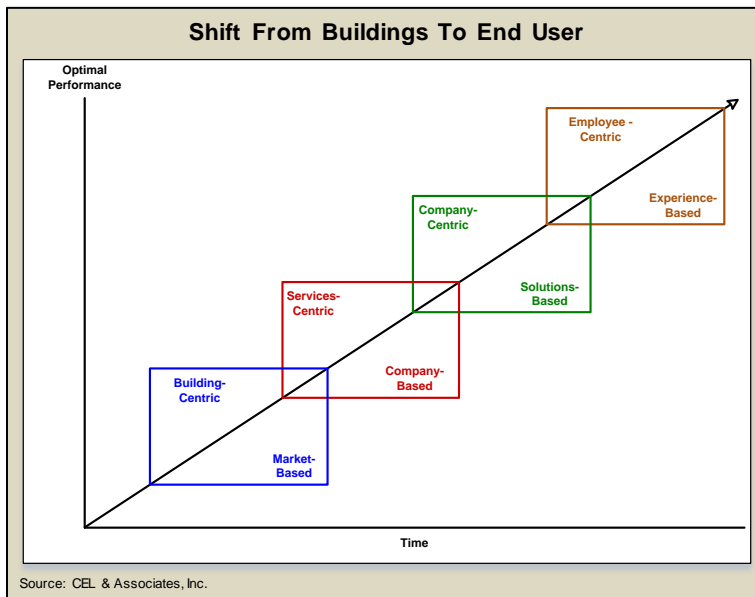 Shift From Buildings To End User
Optimal
Performance
Employee -
Centric
Experience-
Based
Company-
Centric
Solutions-
Based
Services-
Centric
Company-
Based
Building-
Centric
Market-
Based
Time
Source: CEL & Associates, Inc.